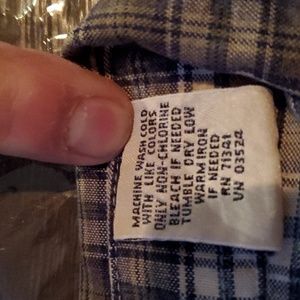 MACHINE WASH COLD
WITH LIKE COLORS
ONLY NON-CHLORINE
BLEACH IF NEEDED
TUMBLE DRY LOW
WARM IRON
IF NEEDED
RN 71341
VN 03524